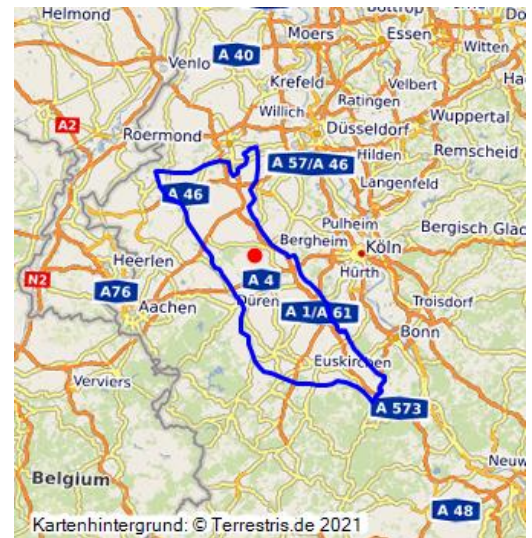 Helmond
Bottrop
Moers
Essen
A 40
Witten
Venlo
Krefeld
Velbert
Willich
Ratingen
A2
Roermond
Düsseldorf
Wuppertal
A 57/A 46
Hilden
Remscheid
A 46
Langenfeld
Pulheim
Bergisch Glad
Bergheim
Köln
Heerlen
N2
A 4
Hürth
A76
Düren
A 1/A 61
Troisdorf
Aachen
Bonn
Euskirchen
Verviers
A 573
Belgium
Neuw
A 48
Kartenhintergrund: © Terrestris.de 2021